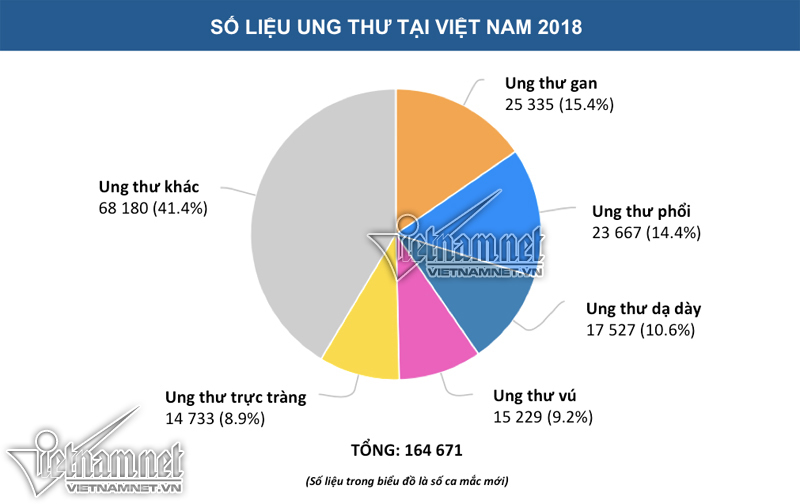 SỐ LIỆU UNG THƯ TẠI VIỆT NAM 2018
Ung thư gan
25 335 (15.4%)
Ung thư khác
68 180 (41.4%)
Ung thư phổi
23 667 (14.4%)
vietnamnet
VIETNAMNET.VN
Ung thư dạ dày
17 527 (10.6%)
Ung thư trực tràng
14 733 (8.9%)
Ung thư vú
15 229 (9.2%)
TỔNG: 164 671
(Số liệu trong biểu đồ là số ca mắc mới)
vietnamnet
VIETNAMNET.VN